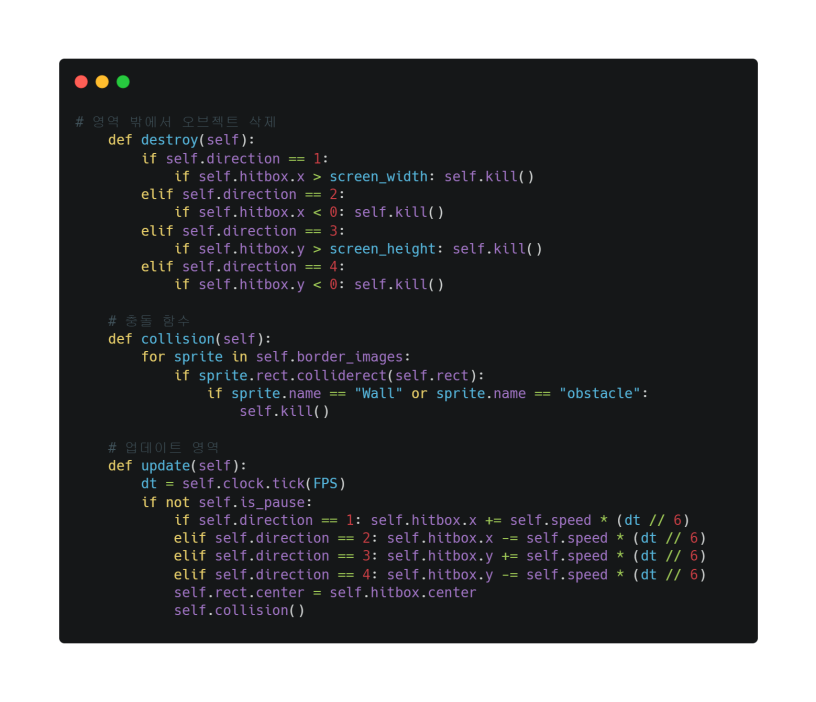 # 영역 밖에서 오브젝트 삭제
    def destroy(self):
        if self.direction == 1:
            if self.hitbox.x > screen_width: self.kill()
        elif self.direction == 2:
            if self.hitbox.x < 0: self.kill()
        elif self.direction == 3:
            if self.hitbox.y > screen_height: self.kill()
        elif self.direction == 4:
            if self.hitbox.y < 0: self.kill()

    # 충돌 함수
    def collision(self):
        for sprite in self.border_images:
            if sprite.rect.colliderect(self.rect):
                if sprite.name == "Wall" or sprite.name == "obstacle":
                    self.kill()

    # 업데이트 영역
    def update(self):
        dt = self.clock.tick(FPS)
        if not self.is_pause:
            if self.direction == 1: self.hitbox.x += self.speed * (dt // 6)
            elif self.direction == 2: self.hitbox.x -= self.speed * (dt // 6)
            elif self.direction == 3: self.hitbox.y += self.speed * (dt // 6)
            elif self.direction == 4: self.hitbox.y -= self.speed * (dt // 6)
            self.rect.center = self.hitbox.center
            self.collision()